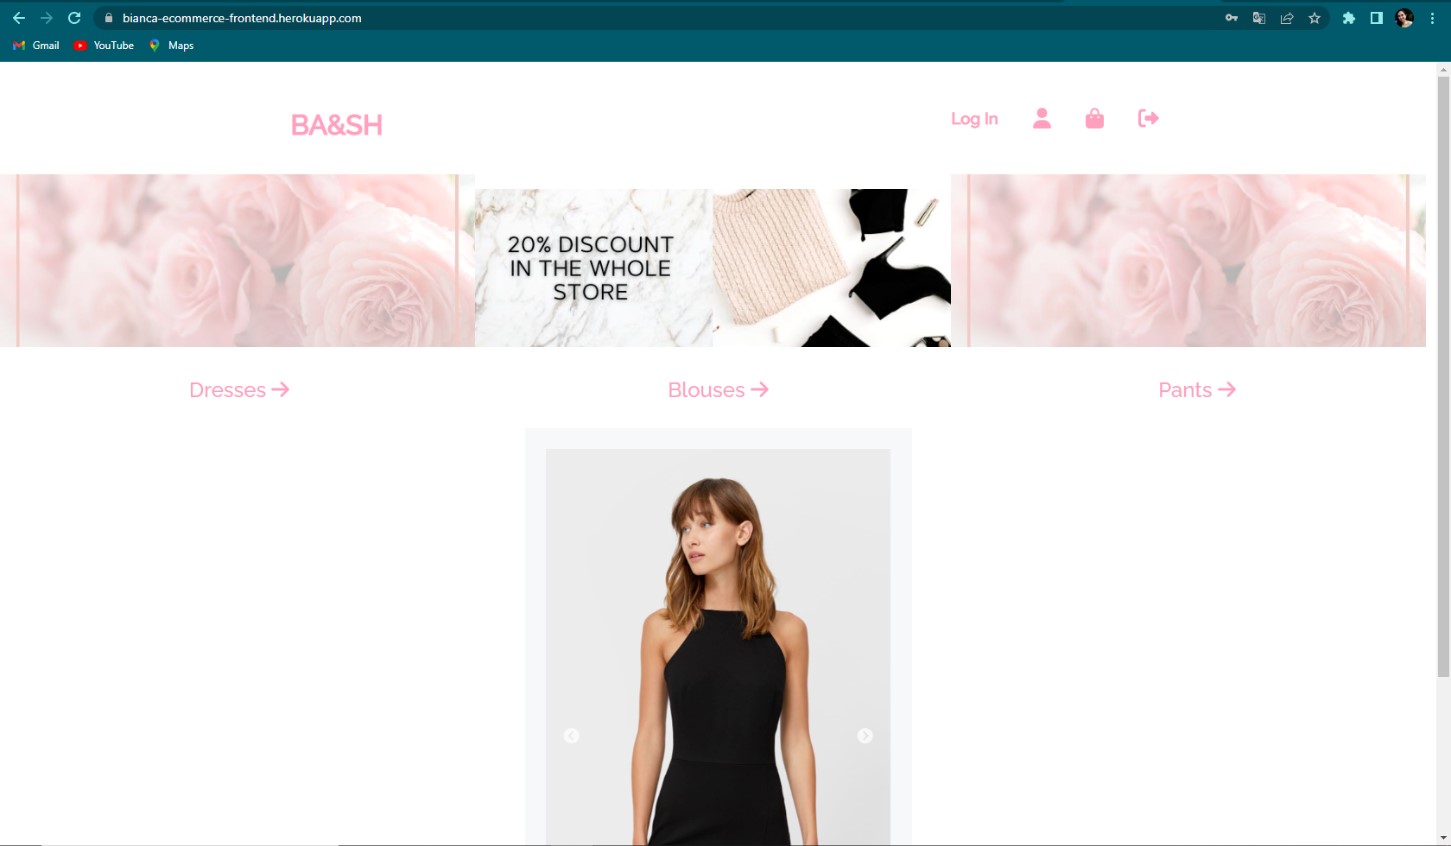 bianca-ecommerce-frontend.herokuapp.com
Gmail YouTube Maps
BA&SH
Log In
20% DISCOUNT
IN THE WHOLE
STORE
Dresses →
Blouses →
Pants →